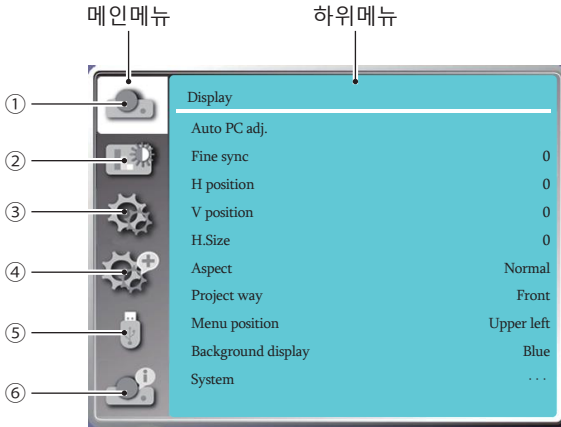 메인메뉴 하위메뉴
① Display
Auto PC adj.
② Fine sync 0
H position 0
③ V position 0
H.Size 0
④ Aspect Normal
Project way Front
⑤ Menu position Upper left
Background display Blue
⑥ System ...